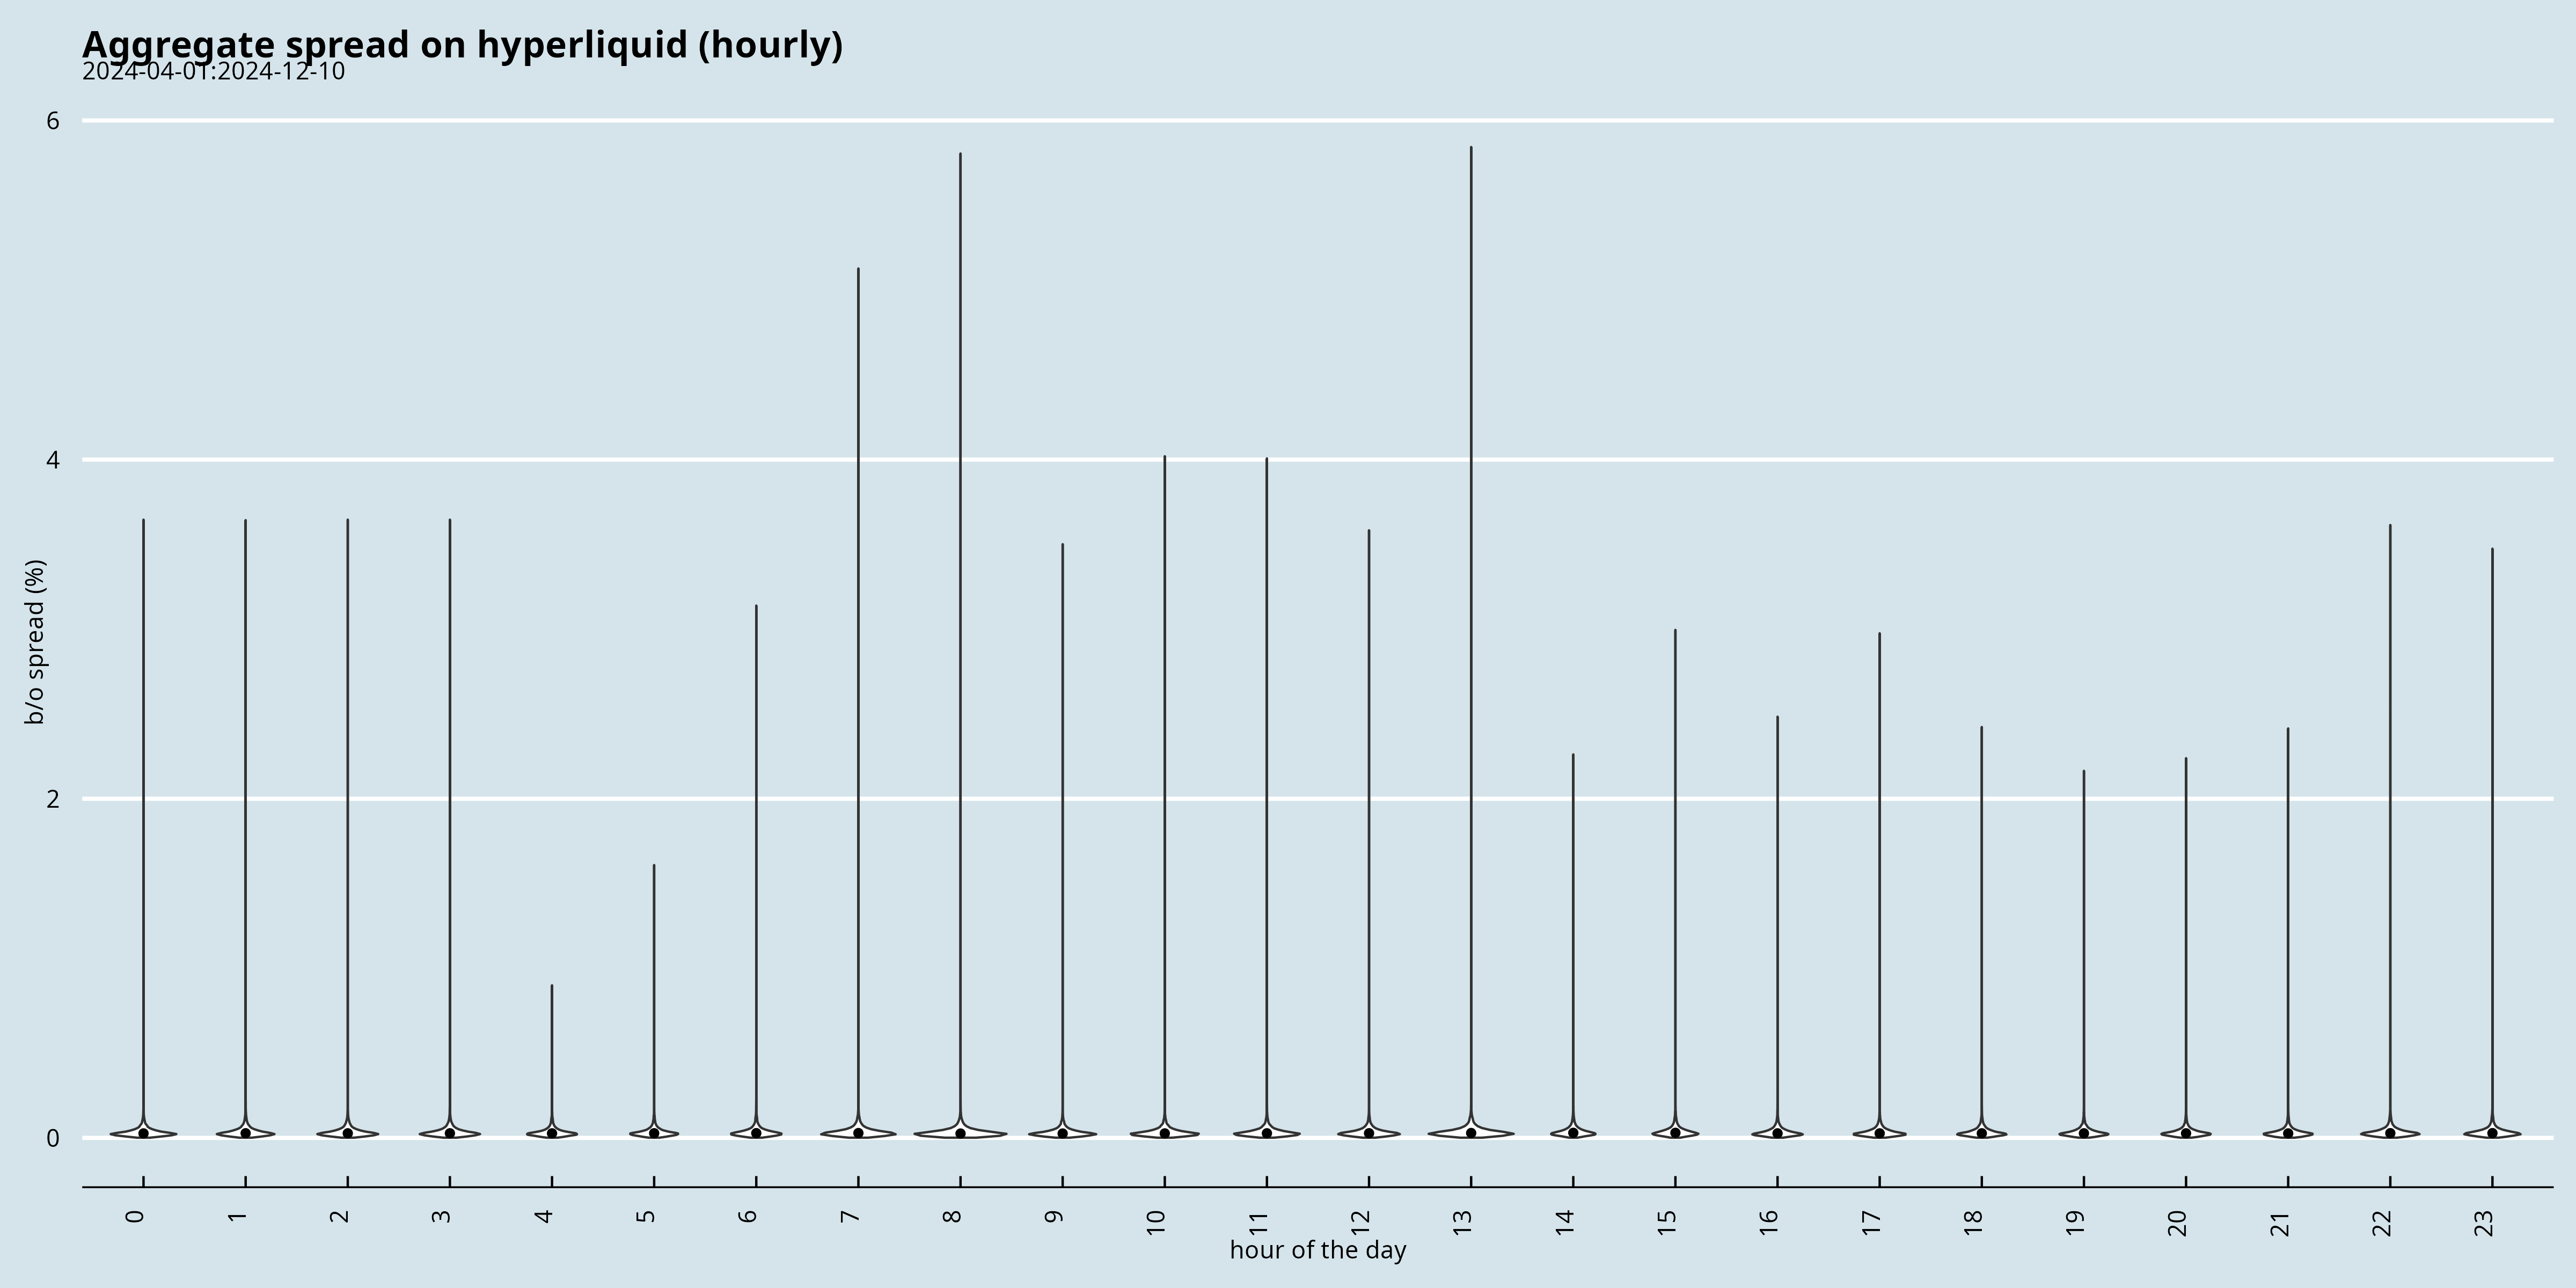 Aggregate spread on hyperliquid (hourly)
2024-04-01:2024-12-10
6
4
2
0
b/o spread (%)
0 1 2 3 4 5 6 7 8 9 10 11 12 13 14 15 16 17 18 19 20 21 22 23
hour of the day